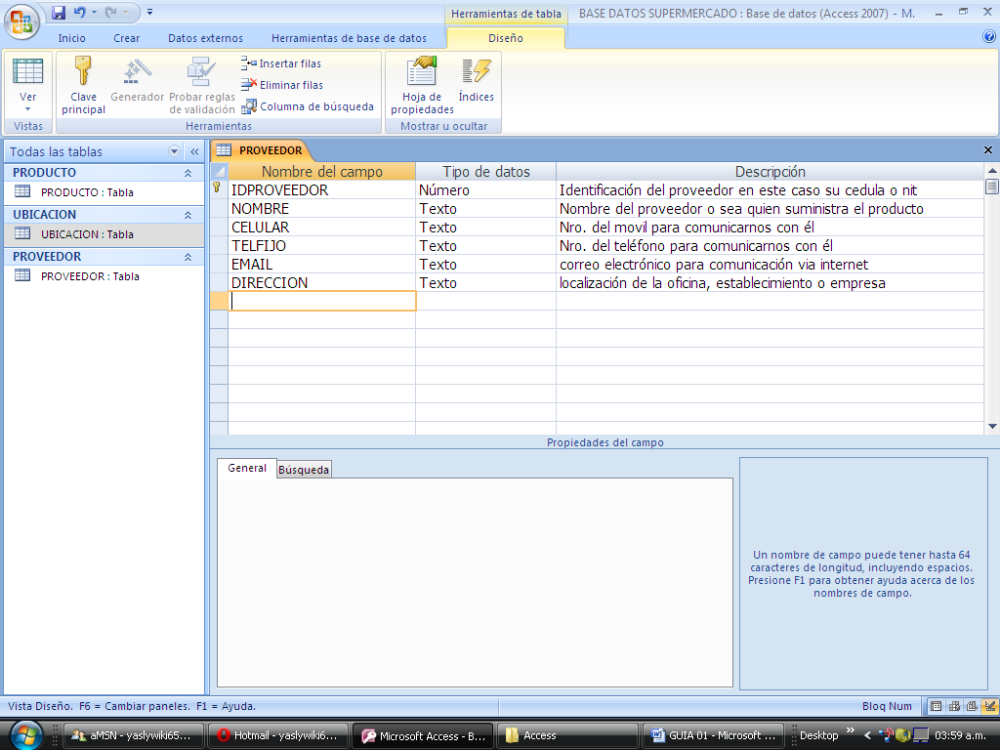 Herramientas de tabla
BASE DATOS SUPERMERCADO : Base de datos (Access 2007) - M.
Inicio
Crear
Datos externos
Herramientas de base de datos
Diseño
Ver
Clave principal
Generador
Probar reglas de validación
Insertar filas
Eliminar filas
Columna de búsqueda
Hoja de propiedades
Índices
Vistas
Herramientas
Mostrar u ocultar
Todas las tablas
«
PRODUCTO
PRODUCTO : Tabla
UBICACION
UBICACION : Tabla
PROVEEDOR
PROVEEDOR : Tabla
PROVEEDOR
Nombre del campo Tipo de datos Descripción
IDPROVEEDOR Número Identificación del proveedor en este caso su cedula o nit
NOMBRE Texto Nombre del proveedor o sea quien suministra el producto
CELULAR Texto Nro. del movil para comunicarnos con él
TELFIJO Texto Nro. del teléfono para comunicarnos con él
EMAIL Texto correo electrónico para comunicación via internet
DIRECCION Texto localización de la oficina, establecimiento o empresa
Propiedades del campo
General
Búsqueda
Un nombre de campo puede tener hasta 64
caracteres de longitud, incluyendo espacios.
Presione F1 para obtener ayuda acerca de los
nombres de campo.
Vista Diseño. F6 = Cambiar paneles. F1 = Ayuda.
Bloq Num
aMSN - yaslywiki65...
Hotmail - yaslywiki6...
Microsoft Access - B...
Access
GUIA 01 - Microsoft ...
Desktop
03:59 a.m.